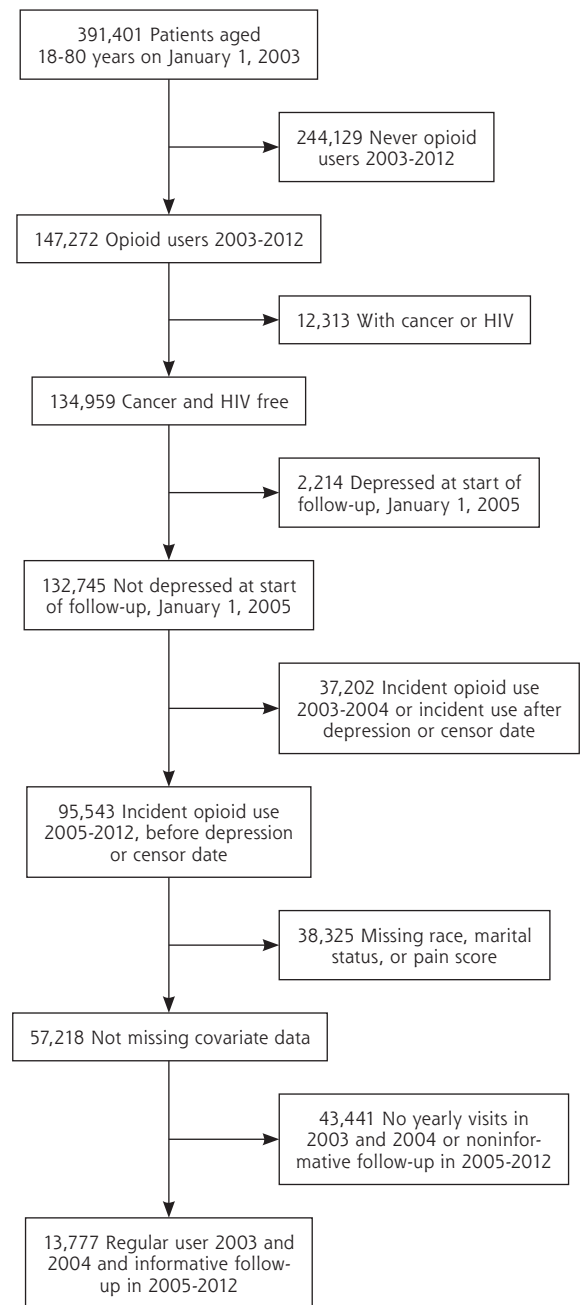 391,401 Patients aged
18-80 years on January 1, 2003
244,129 Never opioid
users 2003-2012
147,272 Opioid users 2003-2012
12,313 With cancer or HIV
134,959 Cancer and HIV free
2,214 Depressed at start of
follow-up, January 1, 2005
132,745 Not depressed at start
of follow-up, January 1, 2005
37,202 Incident opioid use
2003-2004 or incident use after
depression or censor date
95,543 Incident opioid use
2005-2012, before depression
or censor date
38,325 Missing race, marital
status, or pain score
57,218 Not missing covariate data
43,441 No yearly visits in
2003 and 2004 or noninfor-
mative follow-up in 2005-2012
13,777 Regular user 2003 and
2004 and informative follow-
up in 2005-2012